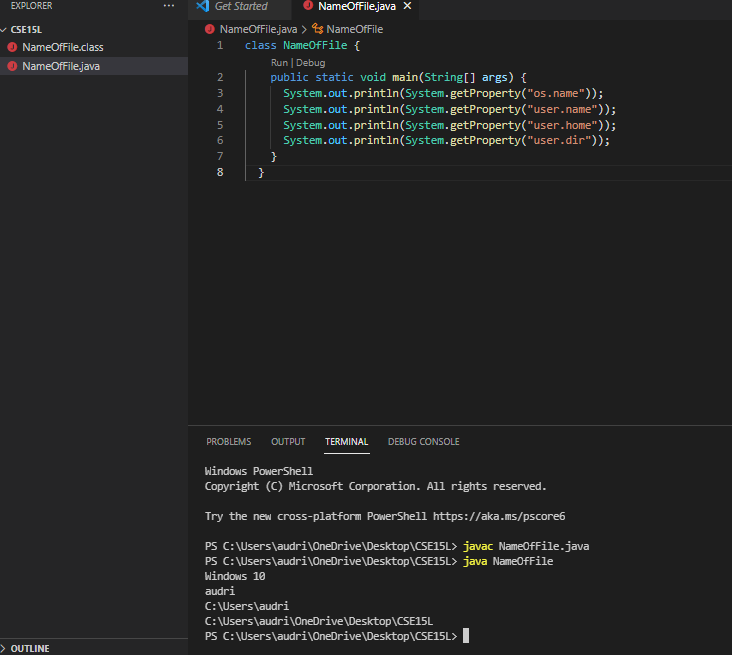 EXPLORER
···
CSE15L
NameOfFile.class
NameOfFile.java
Get Started
NameOfFile.java
NameOfFile.java > NameOfFile
1 class NameOfFile {
Run | Debug
2 public static void main(String[] args) {
3 System.out.println(System.getProperty("os.name"));
4 System.out.println(System.getProperty("user.name"));
5 System.out.println(System.getProperty("user.home"));
6 System.out.println(System.getProperty("user.dir"));
7 }
8 }
PROBLEMS OUTPUT TERMINAL DEBUG CONSOLE
Windows PowerShell
Copyright (C) Microsoft Corporation. All rights reserved.
Try the new cross-platform PowerShell https://aka.ms/pscore6
PS C:\Users\audri\OneDrive\Desktop\CSE15L> javac NameOfFile.java
PS C:\Users\audri\OneDrive\Desktop\CSE15L> java NameOfFile
Windows 10
audri
C:\Users\audri
C:\Users\audri\OneDrive\Desktop\CSE15L
PS C:\Users\audri\OneDrive\Desktop\CSE15L>
OUTLINE